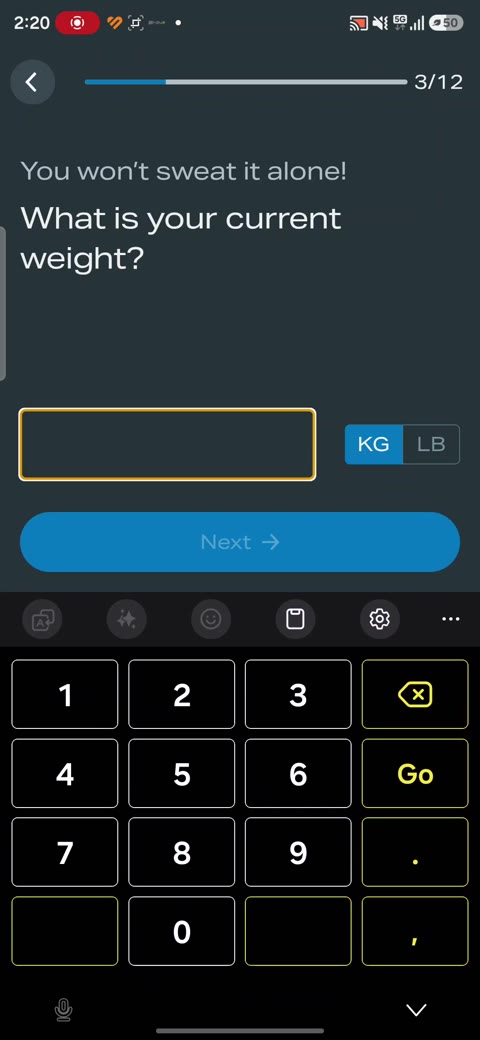 2:20 5G 50
3/12
You won't sweat it alone!
What is your current
weight?
KG LB
Next →
1 2 3
4 5 6 Go
7 8 9 .
0 ,